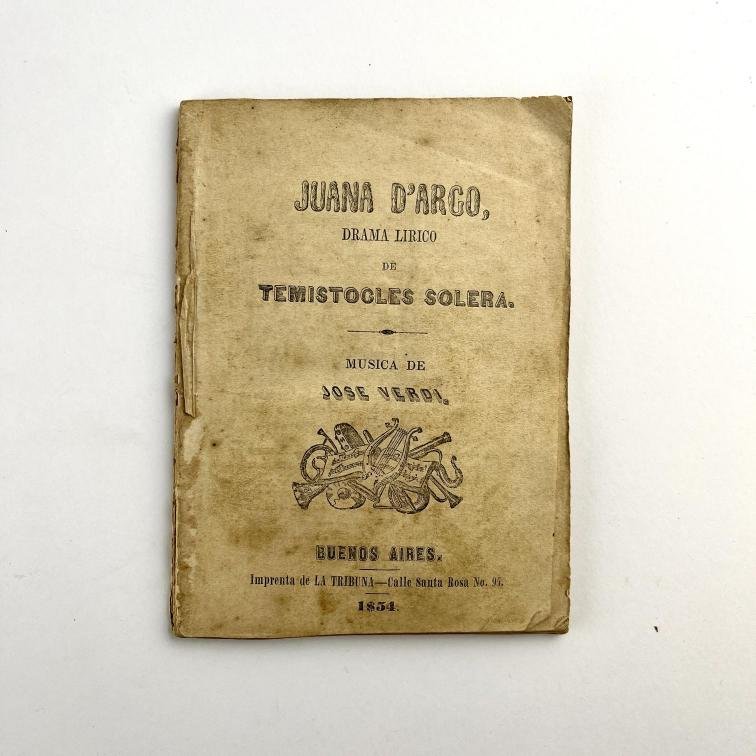 JUANA D'ARCO,
DRAMA LIRICO
DE
TEMISTOCLES SOLERA.
MUSICA DE
JOSE VERDI.
BUENOS AIRES.
Imprenta de LA TRIBUNA—Calle Santa Rosa No. 95.
1854.